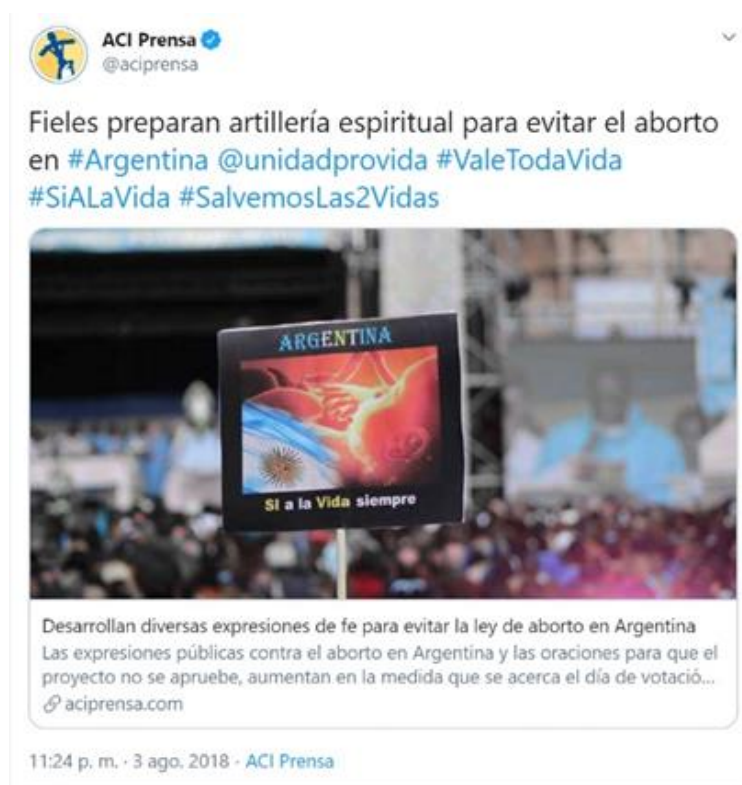 ACI Prensa
@aciprensa
Fieles preparan artillería espiritual para evitar el aborto
en #Argentina @unidadprovida #ValeTodaVida
#SiALaVida #SalvemosLas2Vidas
ARGENTINA
SI a la Vida siempre
Desarrollan diversas expresiones de fe para evitar la ley de aborto en Argentina
Las expresiones públicas contra el aborto en Argentina y las oraciones para que el
proyecto no se apruebe, aumentan en la medida que se acerca el día de votació...
aciprensa.com
11:24 p. m. · 3 ago. 2018 · ACI Prensa